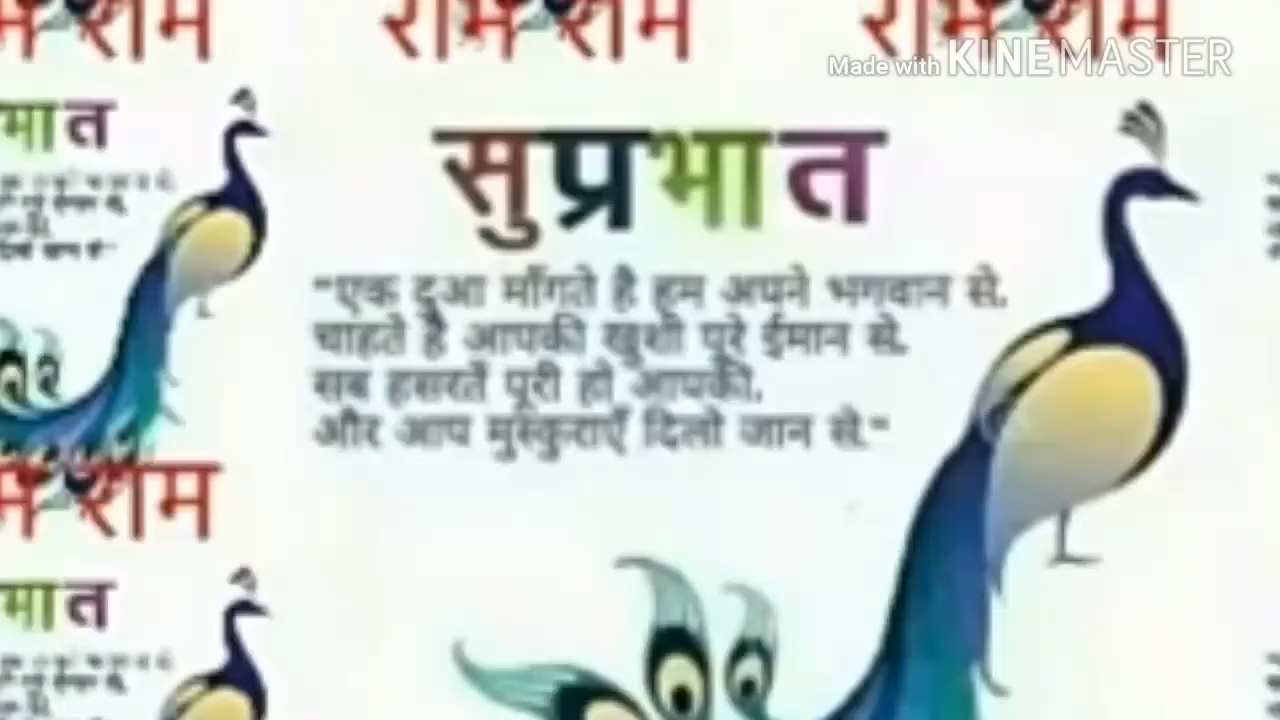 राम राम
राम राम
Made with KINEMASTER
सुप्रभात
"एक दुआ माँगते है हम अपने भगवान से,
चाहते है आपकी खुशी पूरे ईमान से,
सब हसरतें पूरी हो आपकी,
और आप मुस्कुराएँ दिलो जान से."
भात
म राम
भात